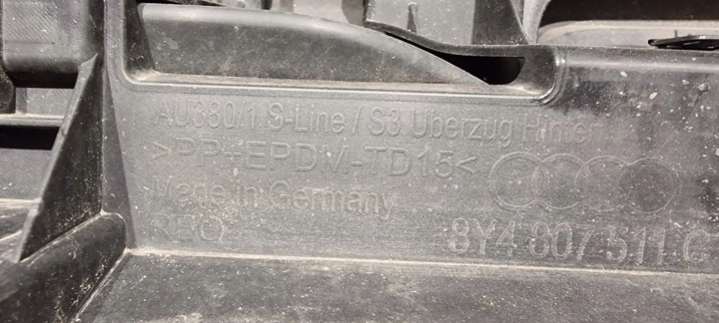 AU380/1 S-Line / S3 Überzug Hinten
>PP+EPDM-TD15<
Made in Germany
8Y4 807 511 C